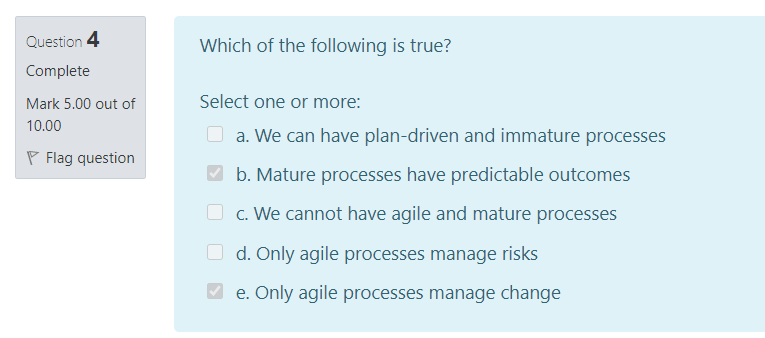 Question 4
Complete
Mark 5.00 out of
10.00
Flag question
Which of the following is true?
Select one or more:
a. We can have plan-driven and immature processes
b. Mature processes have predictable outcomes
c. We cannot have agile and mature processes
d. Only agile processes manage risks
e. Only agile processes manage change